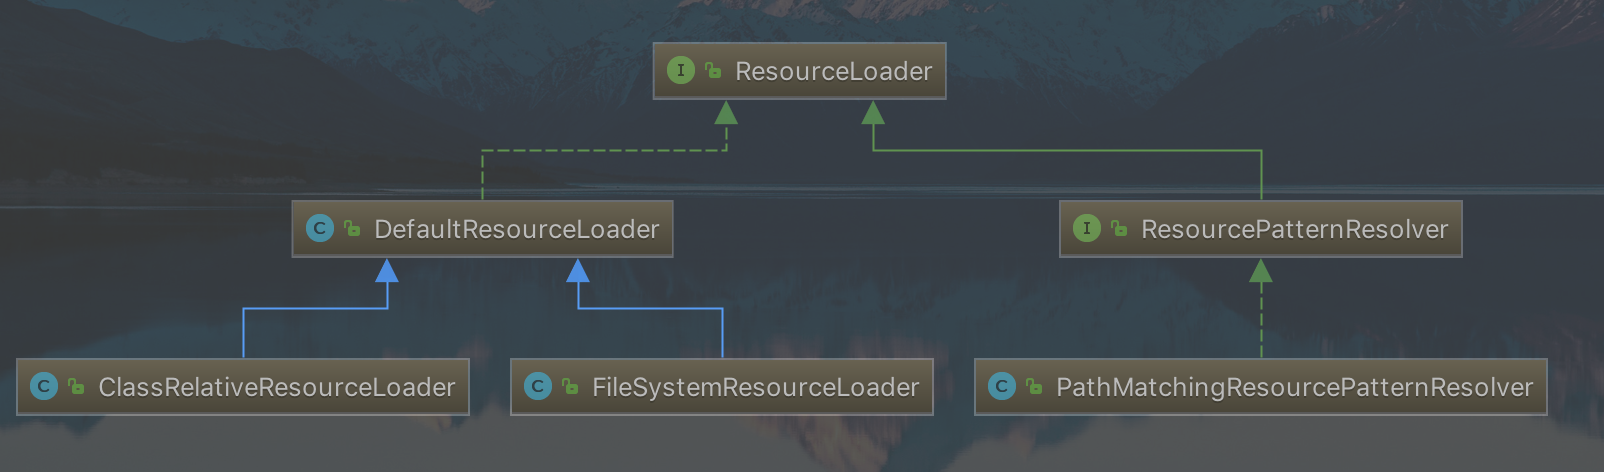 I ResourceLoader
C DefaultResourceLoader
I ResourcePatternResolver
C ClassRelativeResourceLoader
C FileSystemResourceLoader
C PathMatchingResourcePatternResolver